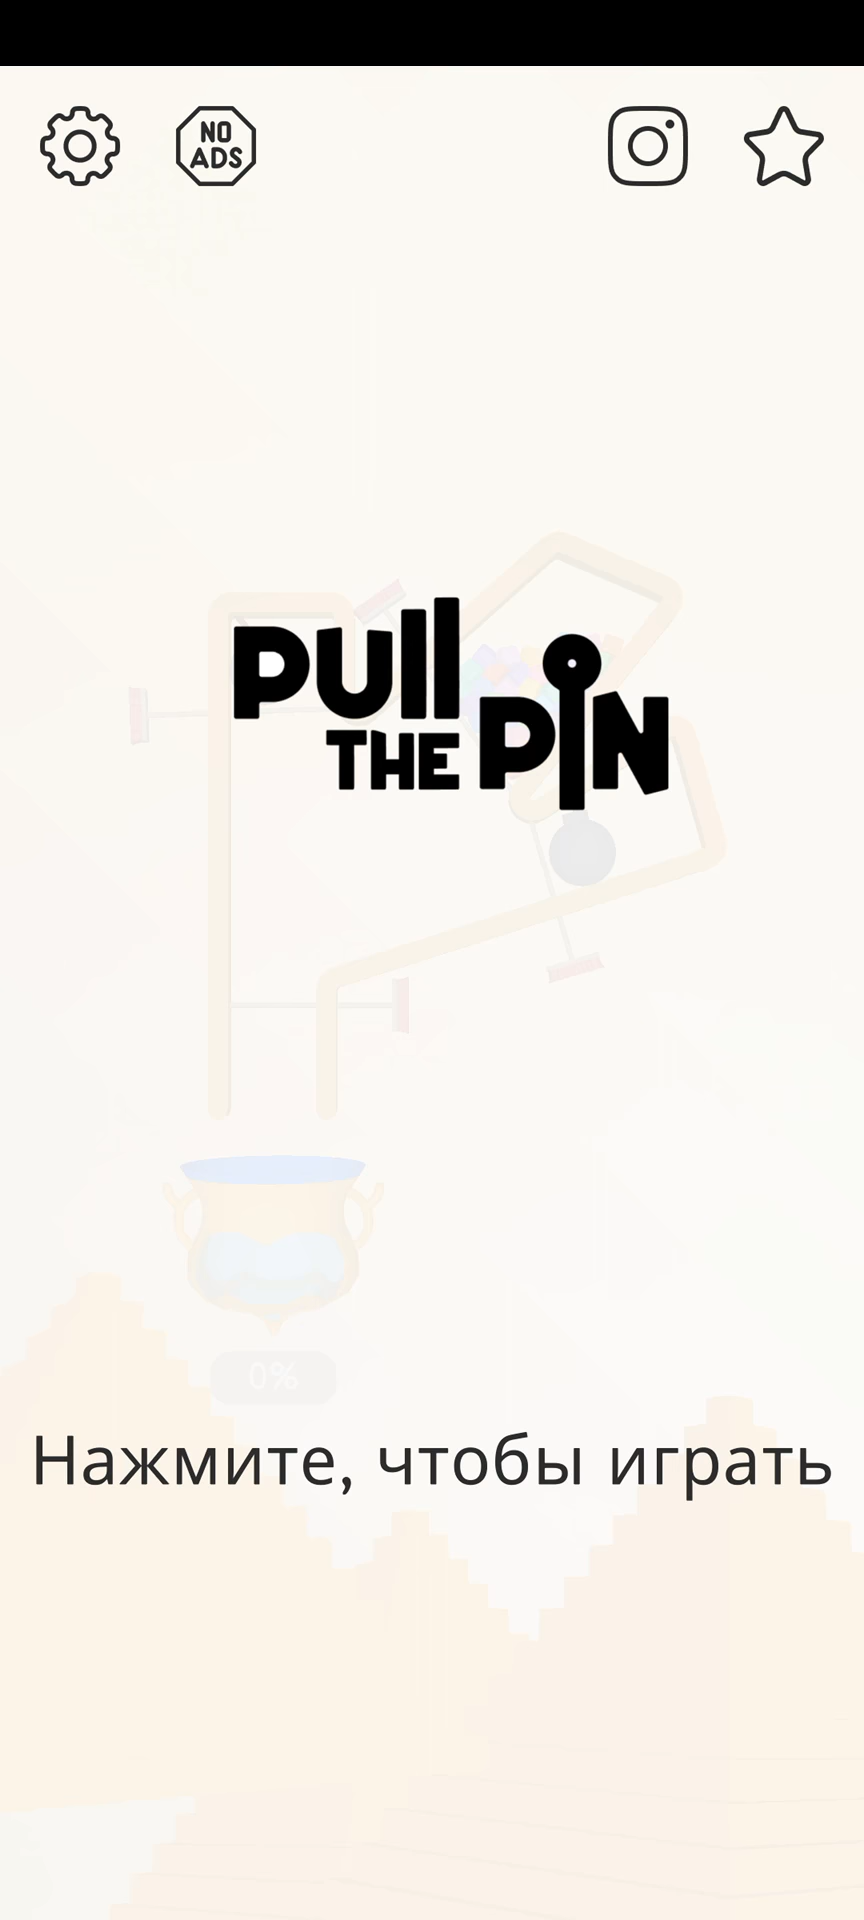 NO
ADS
Pull
THE PIN
0%
Нажмите, чтобы играть